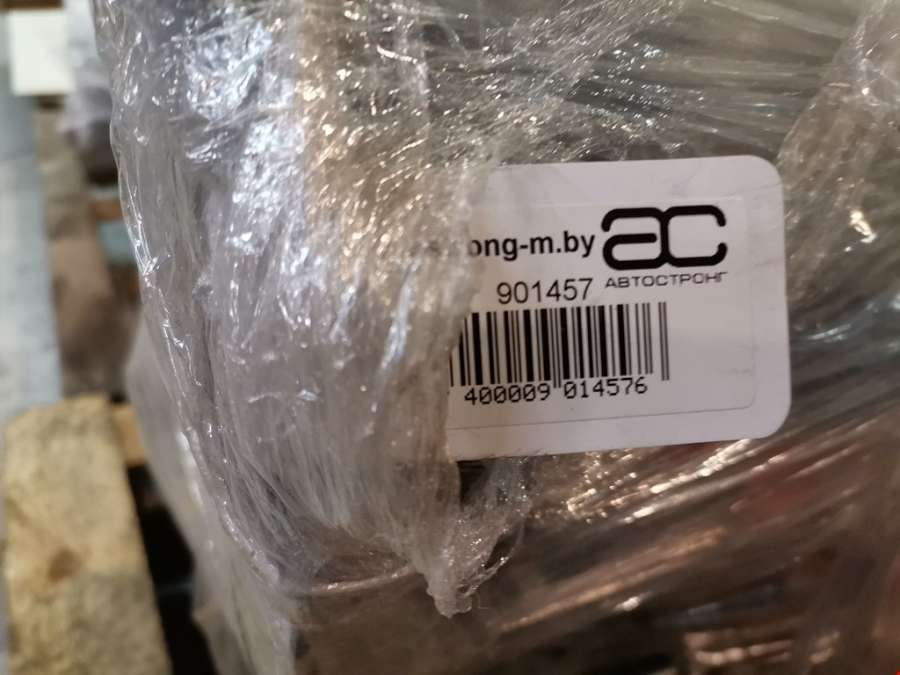 ong-m.by
ac
АВТОСТРОНГ
901457
400009 014576